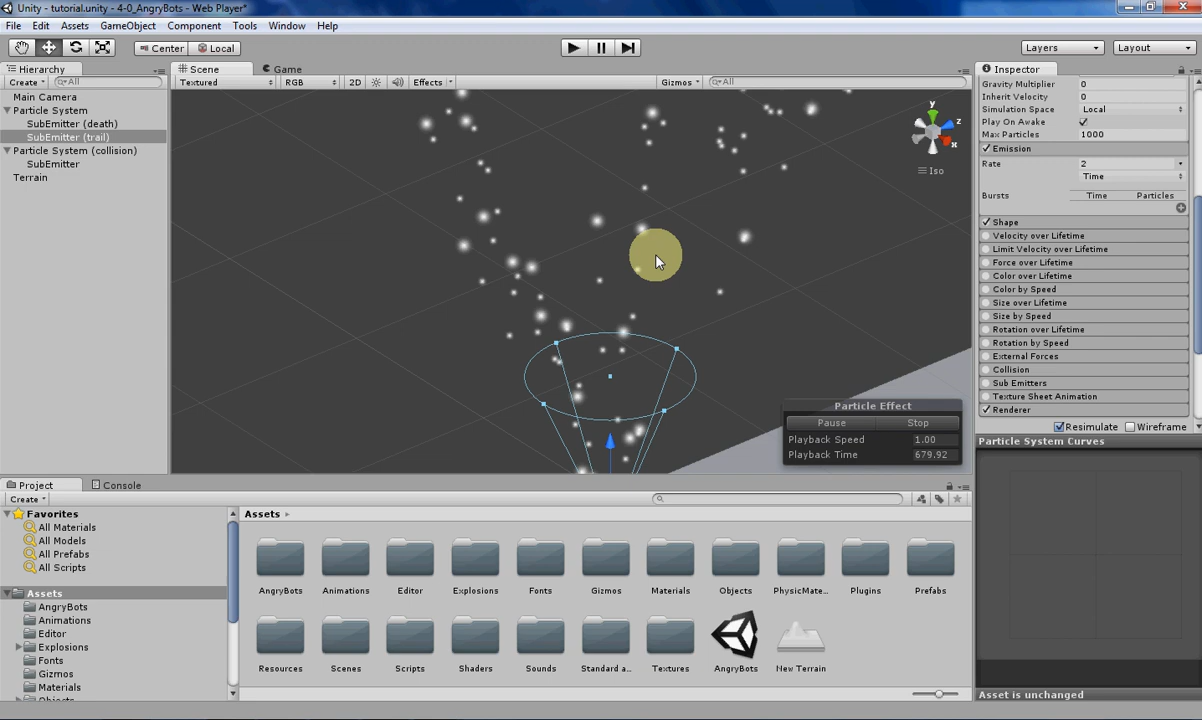 Unity - tutorial.unity - 4-0_AngryBots - Web Player*
File Edit Assets GameObject Component Tools Window Help
Center Local Layers Layout
Hierarchy
Create All
Main Camera
Particle System
SubEmitter (death)
SubEmitter (trail)
Particle System (collision)
SubEmitter
Terrain
Scene Game
Textured RGB 2D Effects Gizmos All
y
z
x
Iso
Particle Effect
Pause Stop
Playback Speed 1.00
Playback Time 679.92
Inspector
Gravity Multiplier 0
Inherit Velocity 0
Simulation Space Local
Play On Awake
Max Particles 1000
Emission
Rate 2
Time
Bursts Time Particles
Shape
Velocity over Lifetime
Limit Velocity over Lifetime
Force over Lifetime
Color over Lifetime
Color by Speed
Size over Lifetime
Size by Speed
Rotation over Lifetime
Rotation by Speed
External Forces
Collision
Sub Emitters
Texture Sheet Animation
Renderer
Resimulate Wireframe
Particle System Curves
Asset is unchanged
Project Console
Create
Favorites
All Materials
All Models
All Prefabs
All Scripts
Assets
AngryBots
Animations
Editor
Explosions
Fonts
Gizmos
Materials
Objects
Assets
AngryBots Animations Editor Explosions Fonts Gizmos Materials Objects PhysicMate... Plugins Prefabs
Resources Scenes Scripts Shaders Sounds Standard a... Textures AngryBots New Terrain